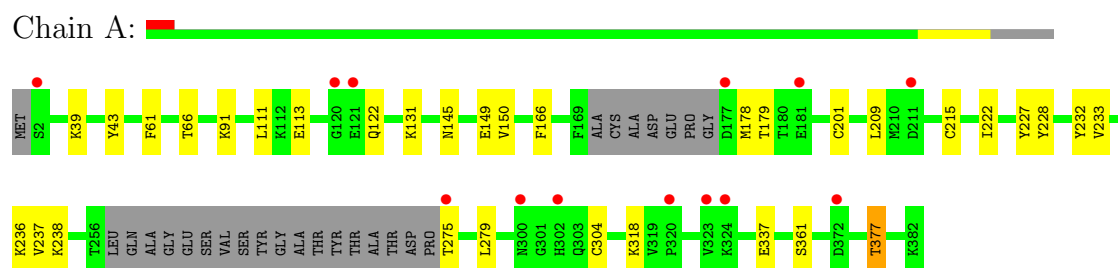 Chain A:
MET S2 K39 Y43 F61 T66 K91 L111 K112 E113 G120 E121 Q122 K131 N145 E149 V150 F166 F169 ALA CYS ALA ASP GLU PRO GLY D177 M178 T179 T180 E181 C201 L209 M210 D211 C215 I222 Y227 Y228 Y232 V233
K236 V237 K238 T256 LEU GLN ALA GLY GLU SER VAL SER TYR GLY ALA THR TYR THR ALA THR ASP PRO T275 L279 N300 G301 H302 Q303 C304 K318 V319 P320 V323 K324 E337 S361 D372 T377 K382